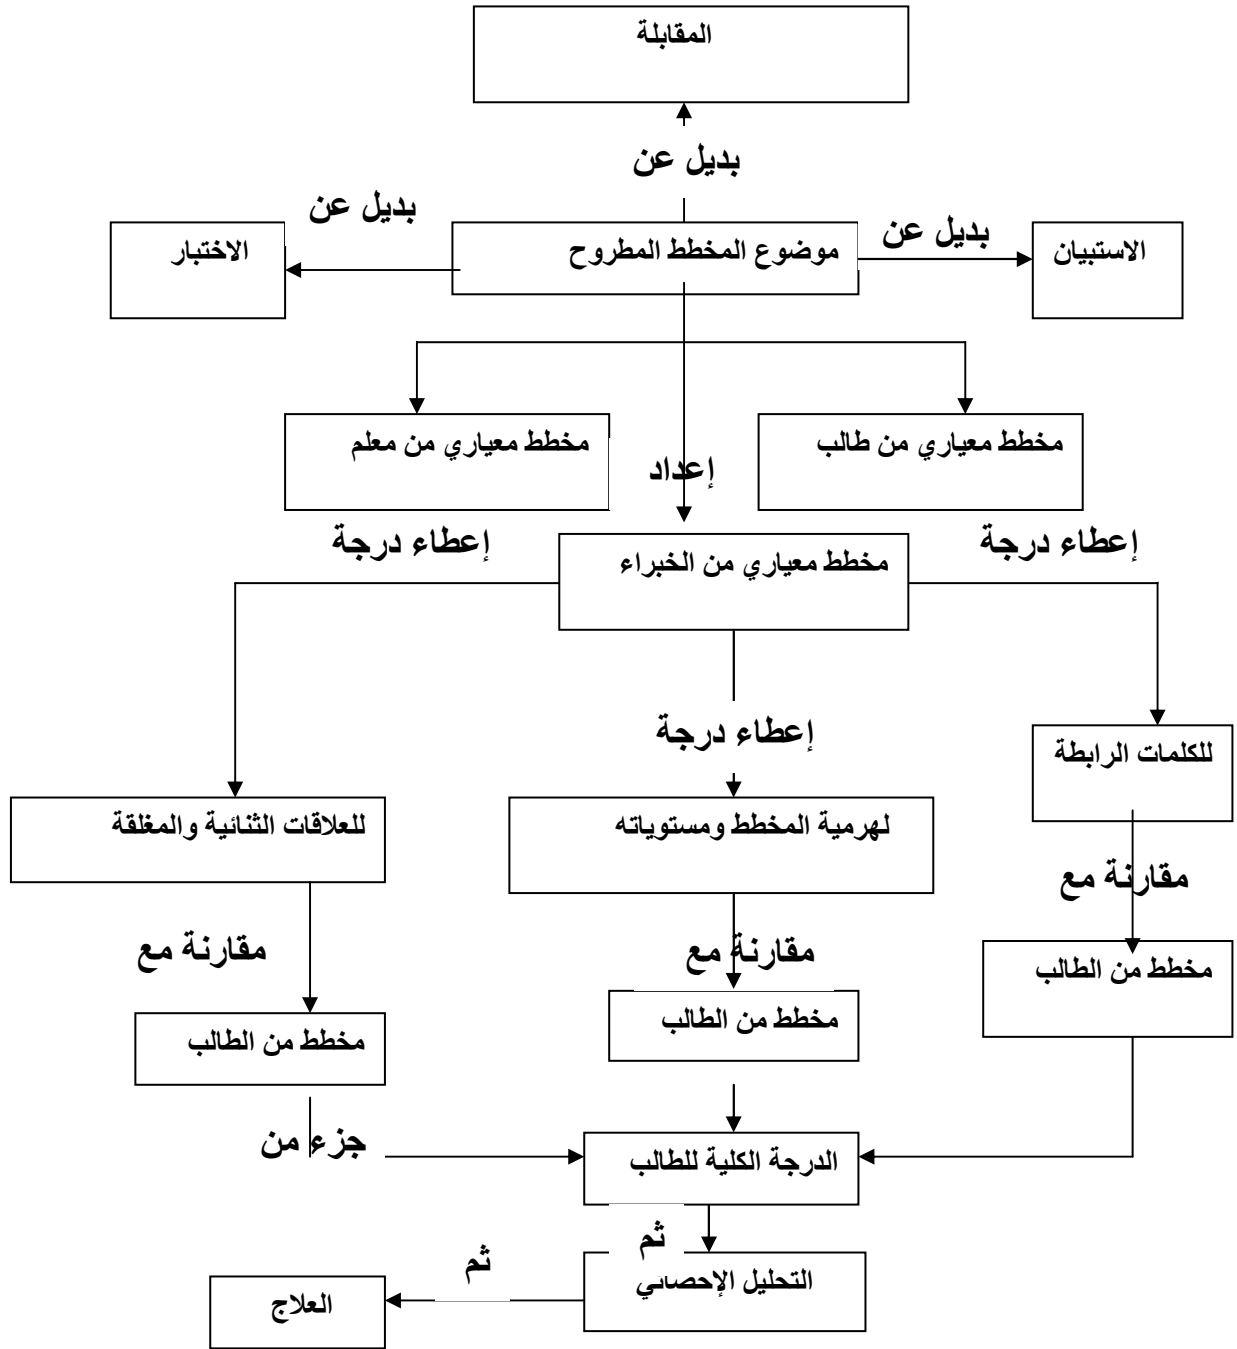 المقابلة
بديل عن
بديل عن
الاستبيان
بديل عن
موضوع المخطط المطروح
الاختبار
مخطط معياري من طالب
مخطط معياري من معلم
إعداد
إعطاء درجة
مخطط معياري من الخبراء
إعطاء درجة
إعطاء درجة
للكلمات الرابطة
لهرمية المخطط ومستوياته
للعلاقات الثنائية والمغلقة
مقارنة مع
مقارنة مع
مقارنة مع
مخطط من الطالب
مخطط من الطالب
مخطط من الطالب
جزء من
الدرجة الكلية للطالب
ثم
ثم
التحليل الإحصائي
العلاج